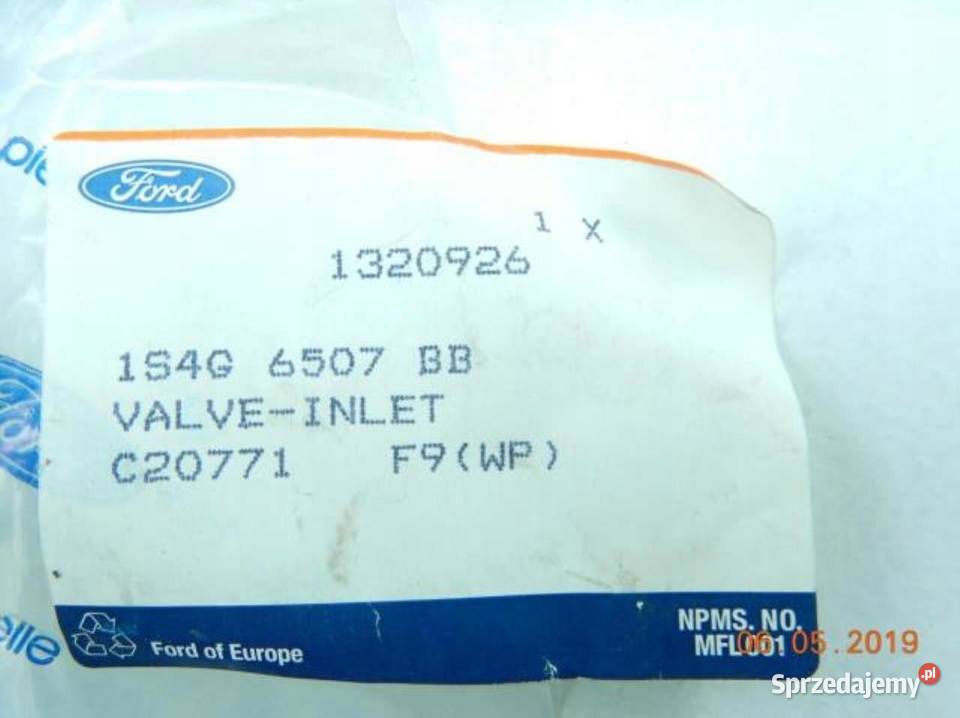 Ford
1 X
1320926
1S4G 6507 BB
VALVE-INLET
C20771 F9(WP)
Ford of Europe
NPMS. NO.
MFL001
06.05.2019
Sprzedajemy.pl